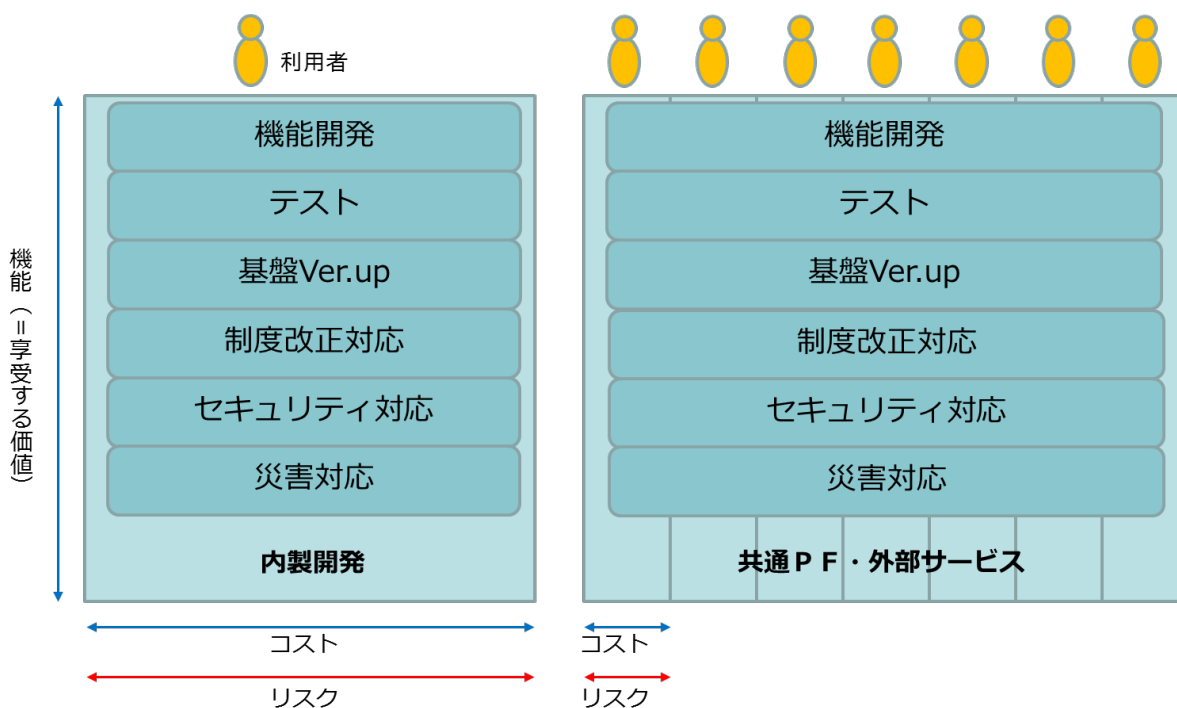 利用者
機能（＝享受する価値）
機能開発
テスト
基盤Ver.up
制度改正対応
セキュリティ対応
災害対応
内製開発
コスト
リスク
機能開発
テスト
基盤Ver.up
制度改正対応
セキュリティ対応
災害対応
共通ＰＦ・外部サービス
コスト
リスク